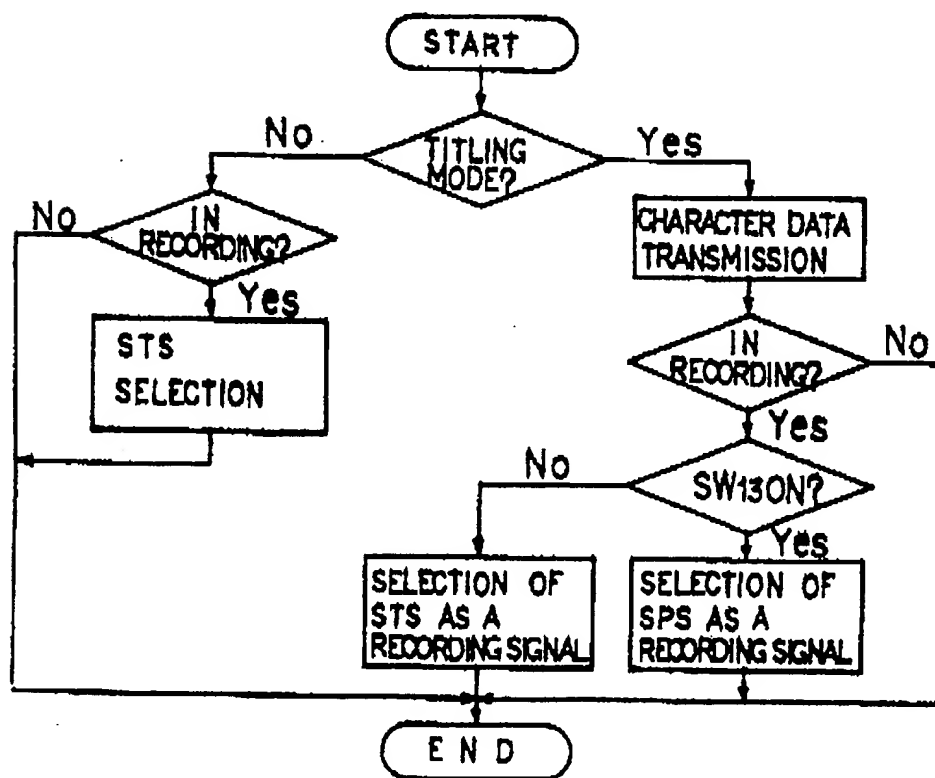 START
TITLING
MODE?
No
Yes
IN
RECORDING?
No
Yes
STS
SELECTION
CHARACTER DATA
TRANSMISSION
IN
RECORDING?
No
Yes
SW13ON?
No
Yes
SELECTION OF
STS AS A
RECORDING SIGNAL
SELECTION OF
SPS AS A
RECORDING SIGNAL
END